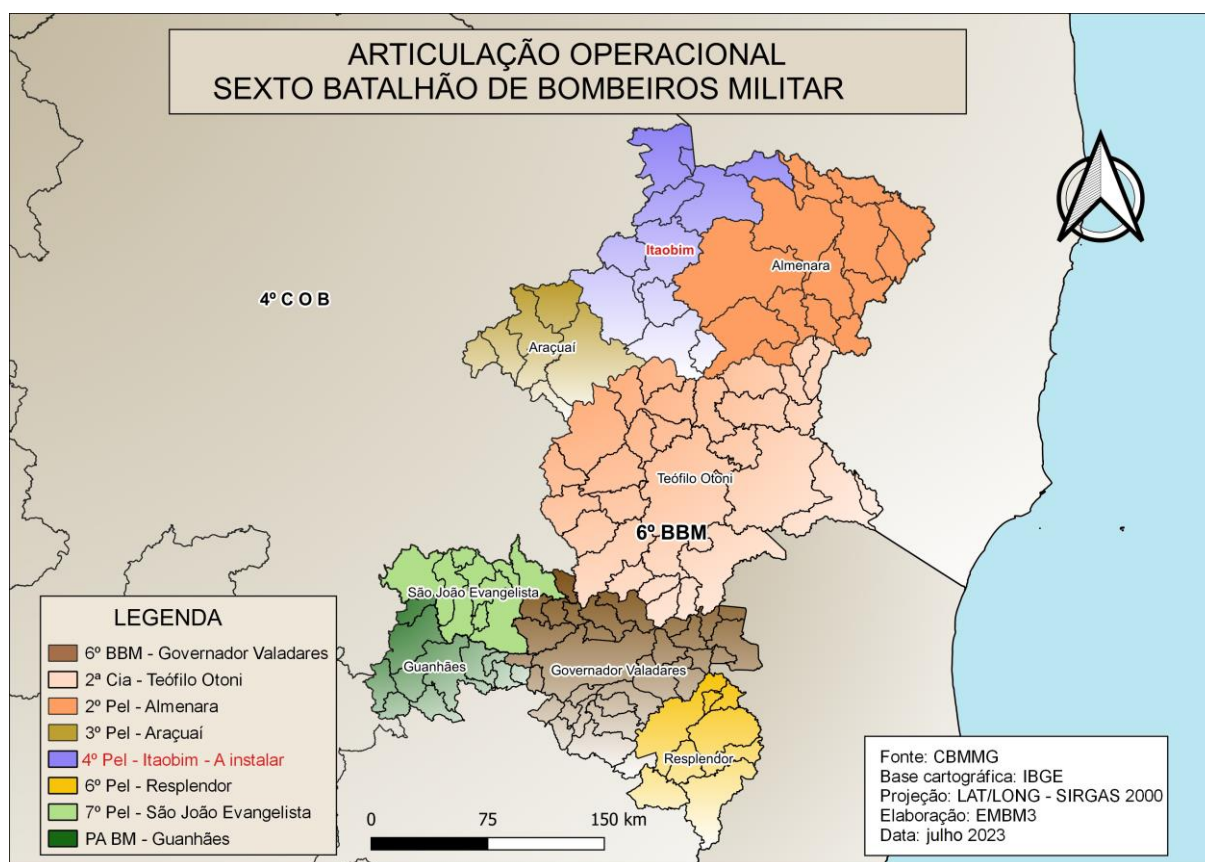 ARTICULAÇÃO OPERACIONAL
SEXTO BATALHÃO DE BOMBEIROS MILITAR
Itaobim
Almenara
4º C O B
Araçuaí
Teófilo Otoni
6º BBM
São João Evangelista
Guanhães
Governador Valadares
Resplendor
LEGENDA
6º BBM - Governador Valadares
2ª Cia - Teófilo Otoni
2º Pel - Almenara
3º Pel - Araçuaí
4º Pel - Itaobim - A instalar
6º Pel - Resplendor
7º Pel - São João Evangelista
PA BM - Guanhães
0 75 150 km
Fonte: CBMMG
Base cartográfica: IBGE
Projeção: LAT/LONG - SIRGAS 2000
Elaboração: EMBM3
Data: julho 2023